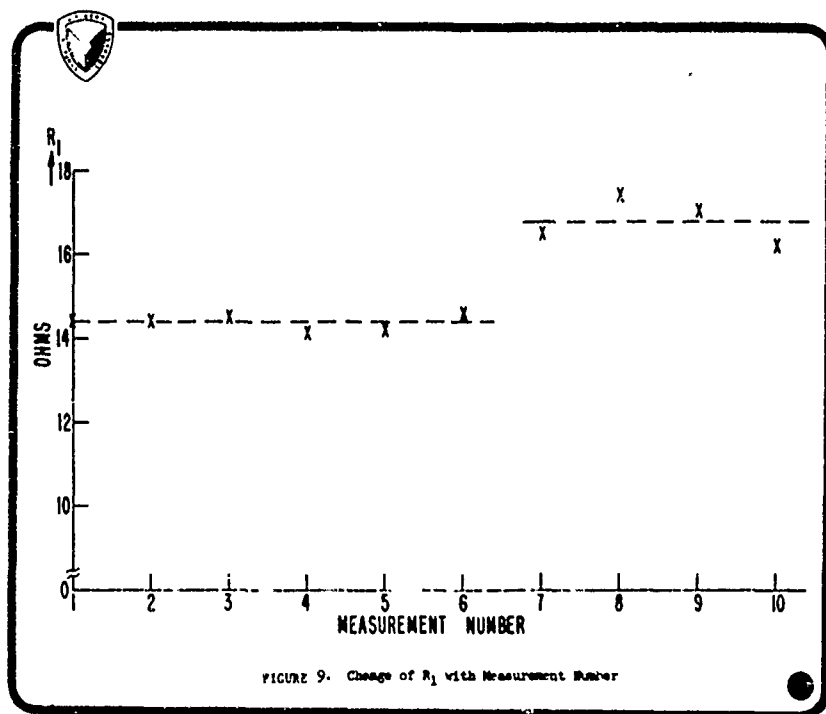 R1
18
16
14
12
10
0
OHMS
1 2 3 4 5 6 7 8 9 10
MEASUREMENT NUMBER
FIGURE 9. Change of R1 with Measurement Number